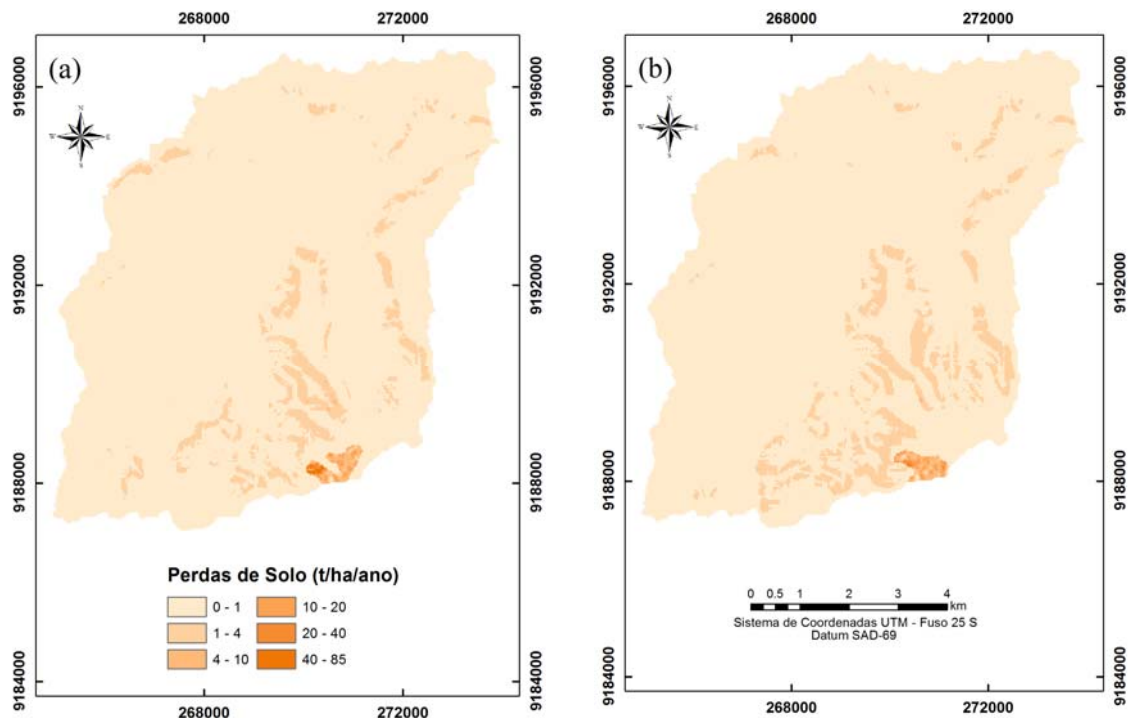 268000 272000
268000 272000
(a)
(b)
9196000
9196000
9196000
9196000
N
W E
S
N
W E
S
9192000
9192000
9192000
9192000
9188000
9188000
9188000
9188000
Perdas de Solo (t/ha/ano)
0 - 1 10 - 20
1 - 4 20 - 40
4 - 10 40 - 85
0 0.5 1 2 3 4
km
Sistema de Coordenadas UTM - Fuso 25 S
Datum SAD-69
9184000
9184000
9184000
9184000
268000 272000
268000 272000